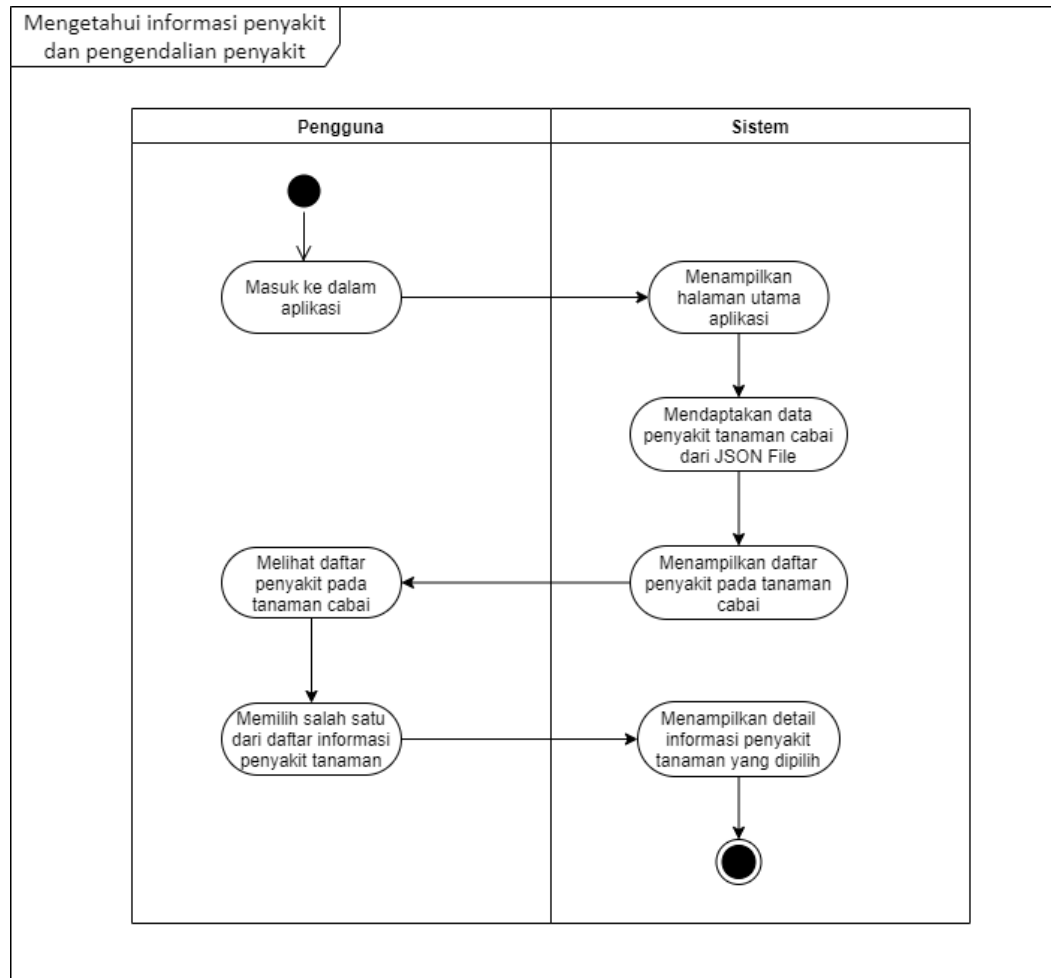 Mengetahui informasi penyakit
dan pengendalian penyakit
Pengguna
Sistem
Masuk ke dalam
aplikasi
Menampilkan
halaman utama
aplikasi
Mendaptakan data
penyakit tanaman cabai
dari JSON File
Melihat daftar
penyakit pada
tanaman cabai
Menampilkan daftar
penyakit pada tanaman
cabai
Memilih salah satu
dari daftar informasi
penyakit tanaman
Menampilkan detail
informasi penyakit
tanaman yang dipilih